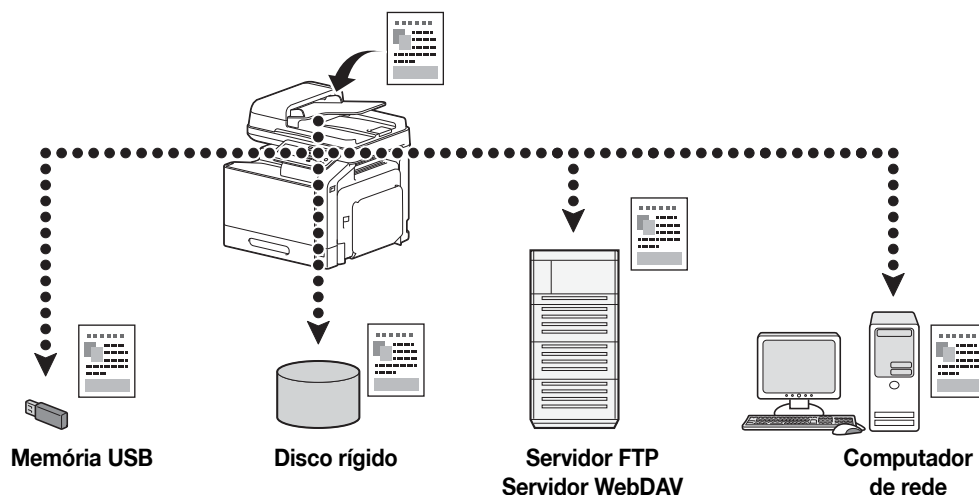 Memória USB
Disco rígido
Servidor FTP
Servidor WebDAV
Computador
de rede